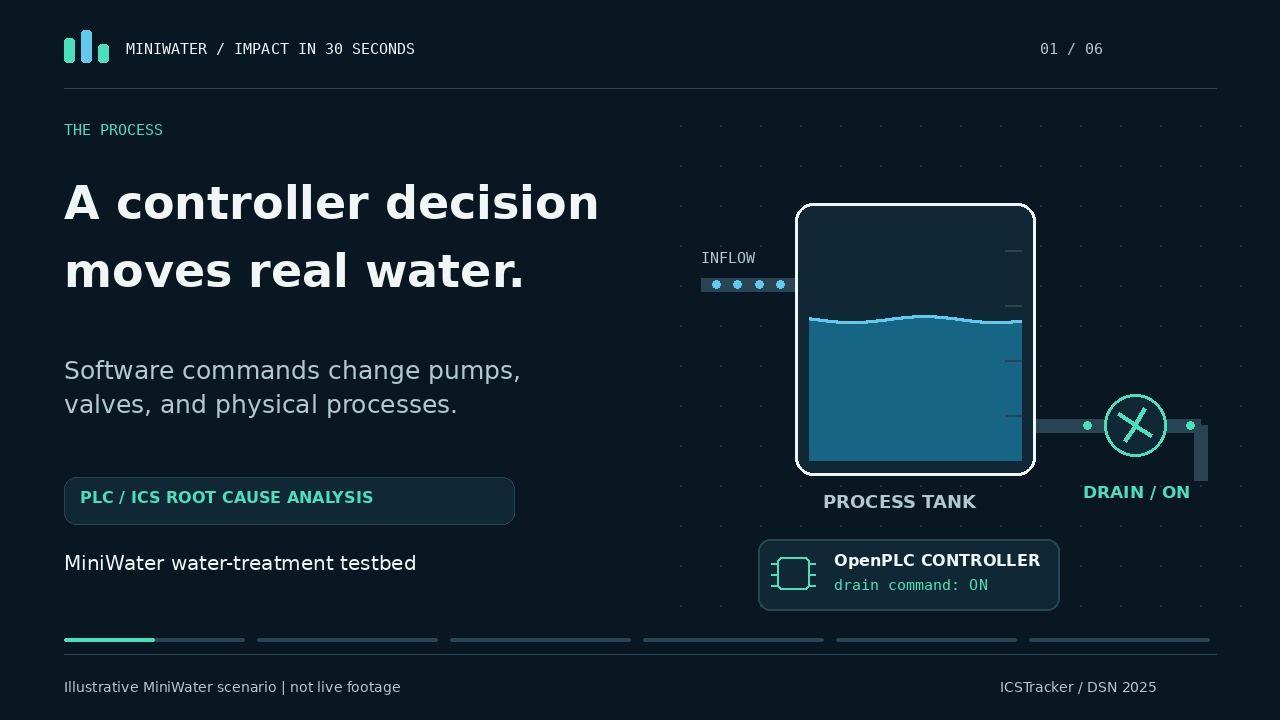 MINIWATER / IMPACT IN 30 SECONDS
01 / 06
THE PROCESS
A controller decision
moves real water.
Software commands change pumps,
valves, and physical processes.
PLC / ICS ROOT CAUSE ANALYSIS
MiniWater water-treatment testbed
INFLOW
PROCESS TANK
DRAIN / ON
OpenPLC CONTROLLER
drain command: ON
Illustrative MiniWater scenario | not live footage
ICSTracker / DSN 2025